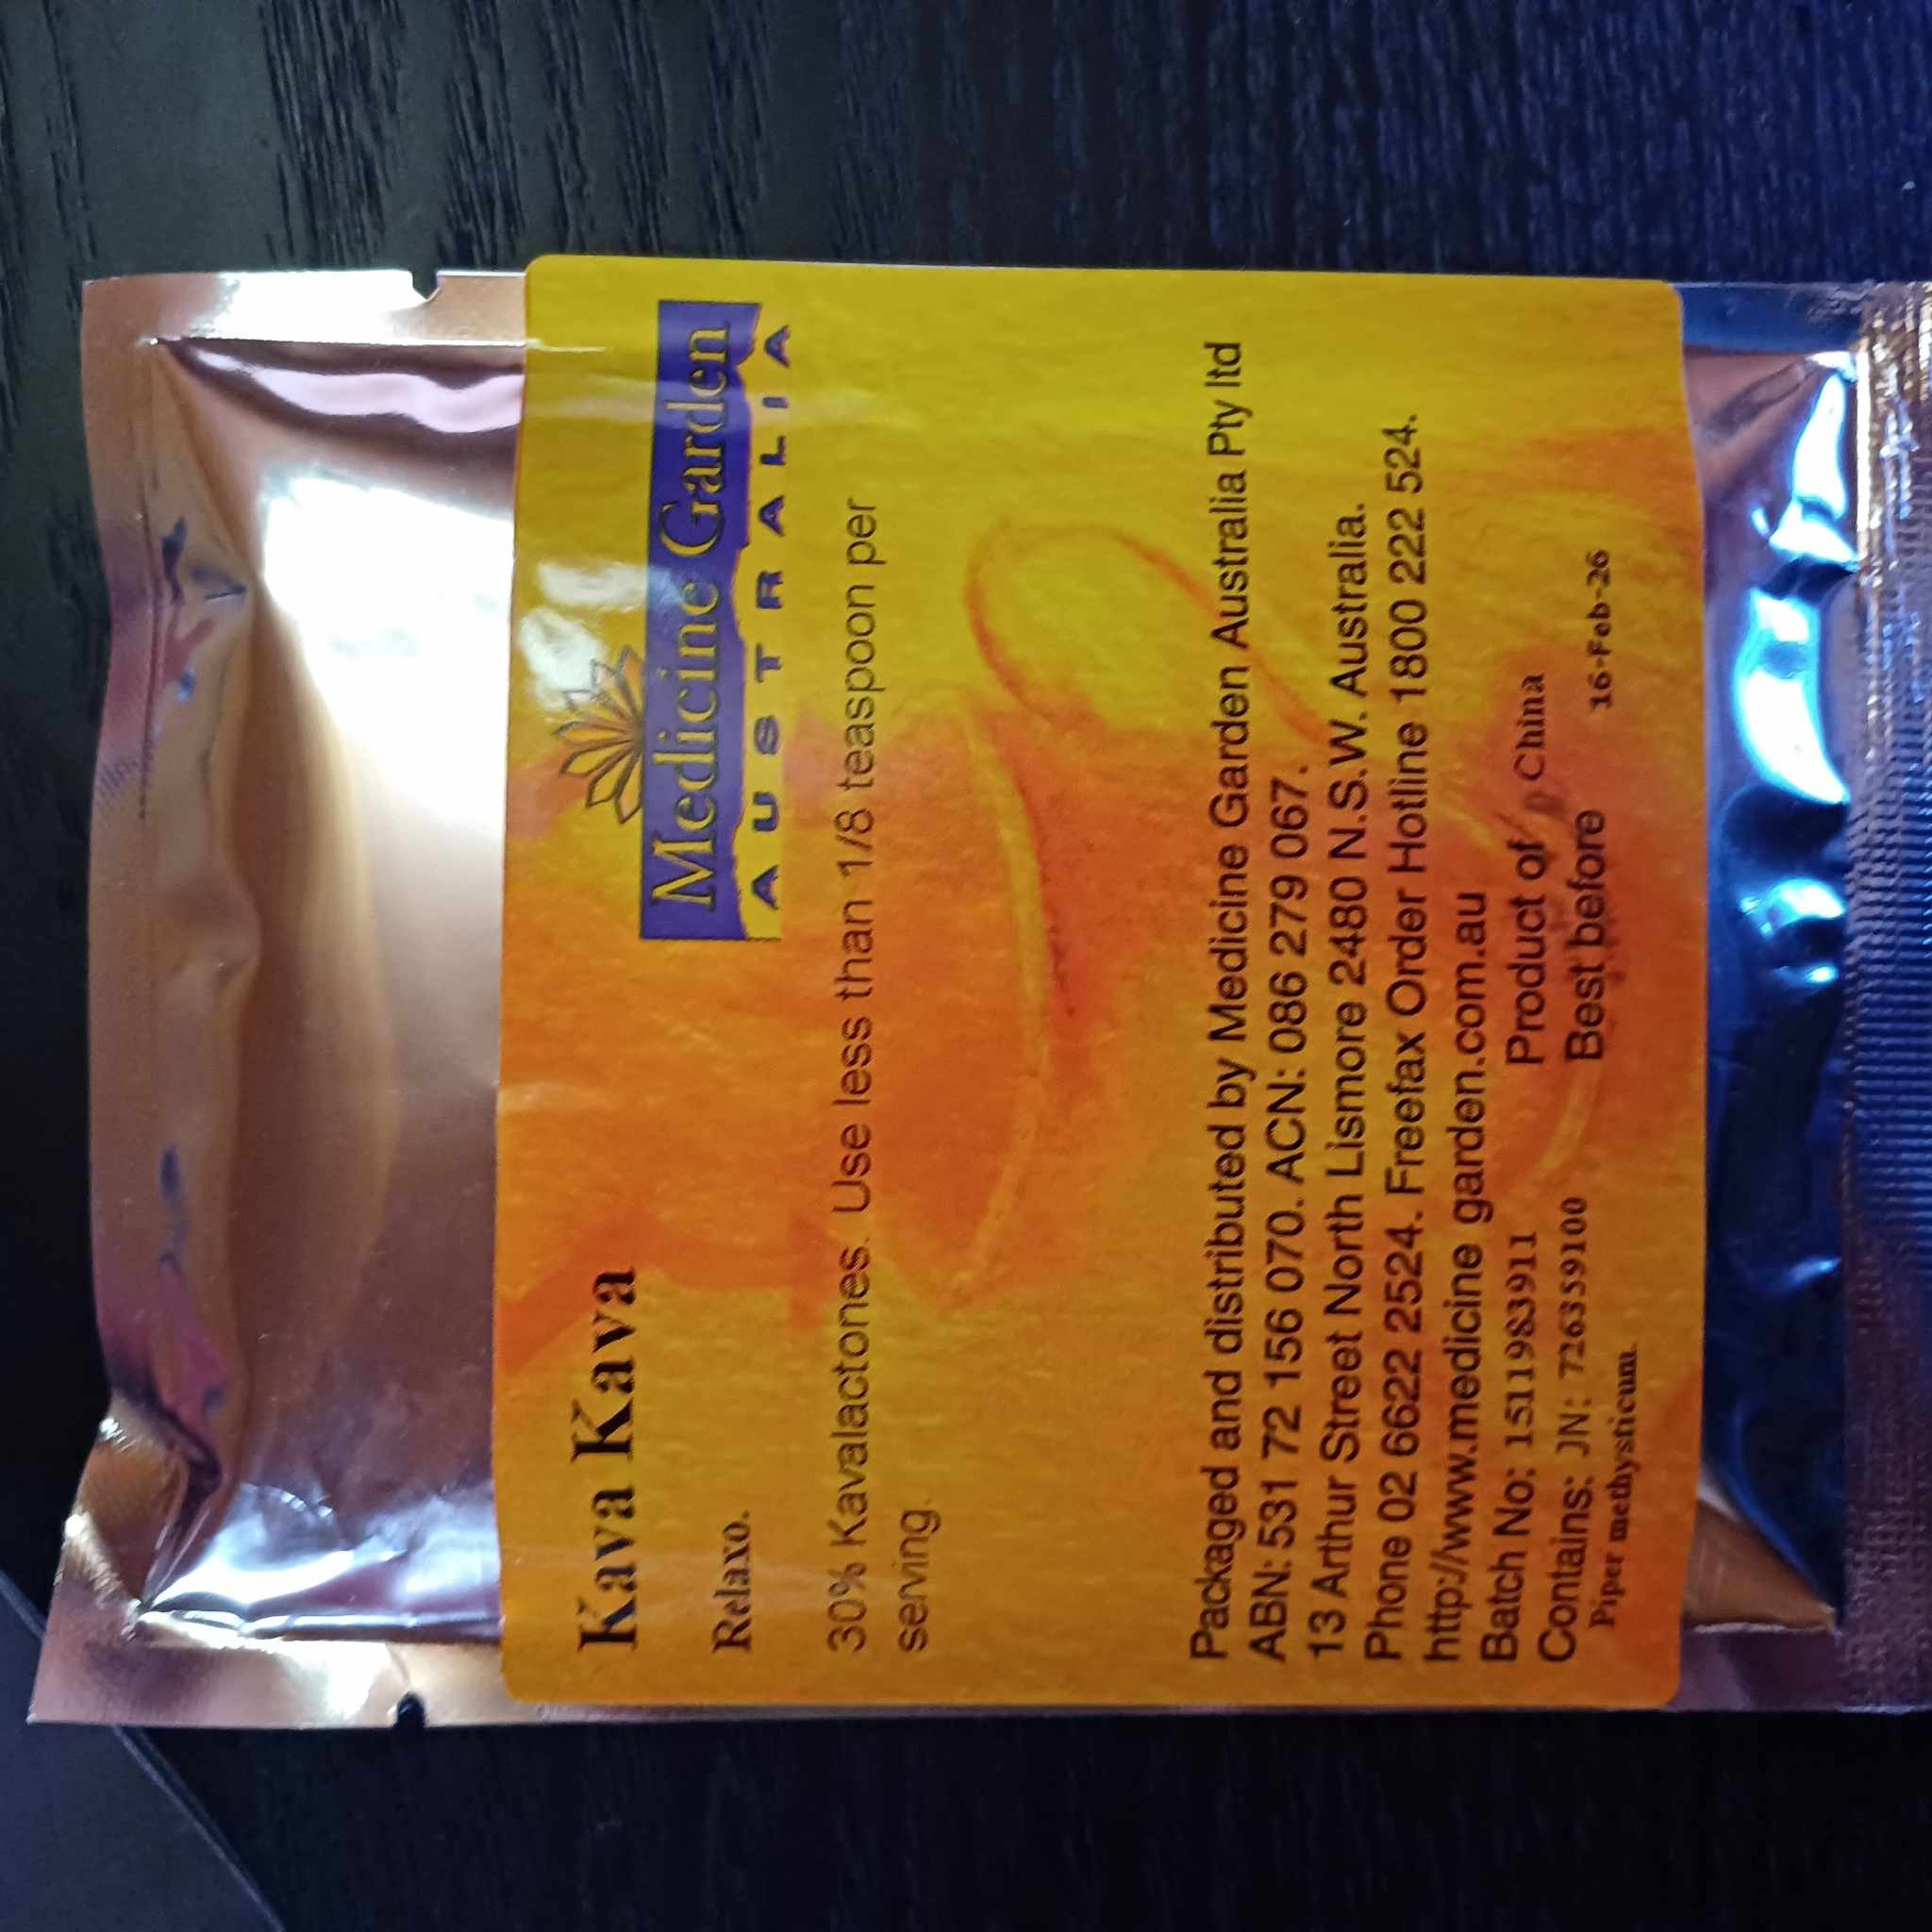 Kava Kava
Medicine Garden
AUSTRALIA
Relaxo.
30% Kavalactones. Use less than 1/8 teaspoon per
serving.
Packaged and distributed by Medicine Garden Australia Pty ltd
ABN: 531 72 156 070. ACN: 086 279 067.
13 Arthur Street North Lismore 2480 N.S.W. Australia.
Phone 02 6622 2524. Freefax Order Hotline 1800 222 524.
http://www.medicine garden.com.au
Batch No: 151198391I Product of China
Contains: JN: 72635910O Best before 16-Feb-26
Piper methysticum.